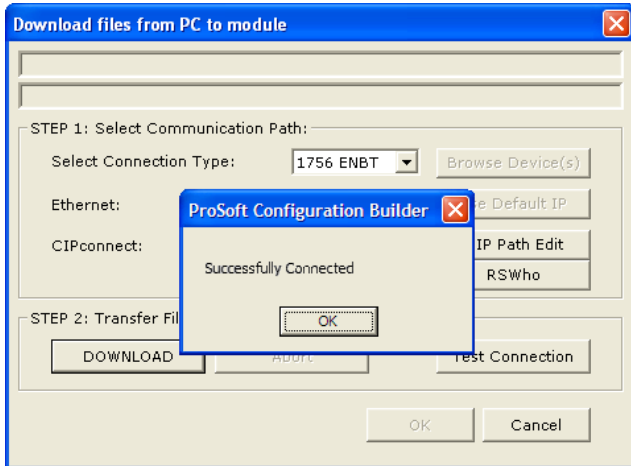 Download files from PC to module
STEP 1: Select Communication Path:
Select Connection Type:
1756 ENBT
Browse Device(s)
Ethernet:
Default IP
CIPconnect:
IP Path Edit
RSWho
ProSoft Configuration Builder
Successfully Connected
OK
STEP 2: Transfer
DOWNLOAD
Abort
Test Connection
OK
Cancel